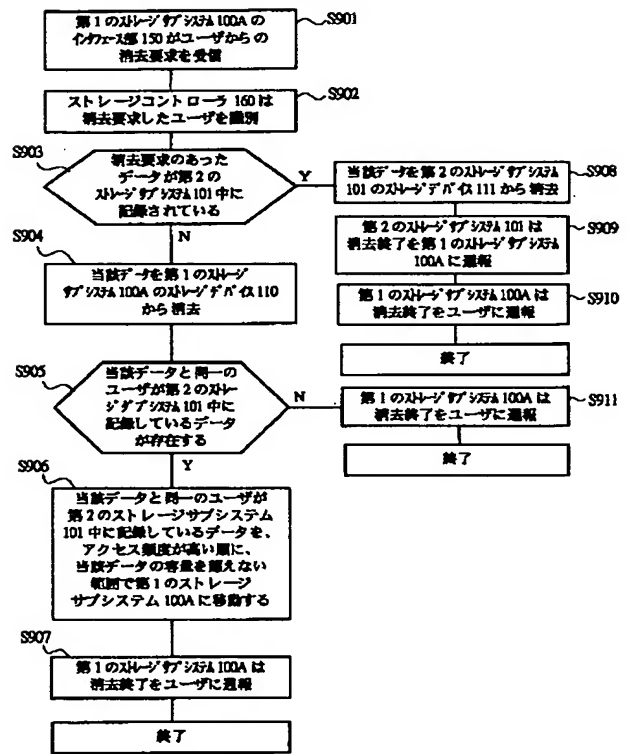 第1のストレージサブシステム100Aの
インタフェース部150がユーザからの
消去要求を受信
S901
ストレージコントローラ160は
消去要求したユーザを識別
S902
S903
消去要求のあった
データが第2の
ストレージサブシステム101中に
記録されている
Y
N
当該データを第2のストレージサブシステム
101のストレージデバイス111から消去
S908
第2のストレージサブシステム101は
消去終了を第1のストレージサブシステム
100Aに通報
S909
第1のストレージサブシステム100Aは
消去終了をユーザに通報
S910
終了
S904
当該データを第1のストレージ
サブシステム100Aのストレージデバイス110
から消去
S905
当該データと同一の
ユーザが第2のストレー
ジサブシステム101中に
記録しているデータ
が存在する
N
Y
第1のストレージサブシステム100Aは
消去終了をユーザに通報
S911
終了
S906
当該データと同一のユーザが
第2のストレージサブシステム
101中に記録しているデータを、
アクセス頻度が高い順に、
当該データの容量を超えない
範囲で第1のストレージ
サブシステム100Aに移動する
S907
第1のストレージサブシステム100Aは
消去終了をユーザに通報
終了